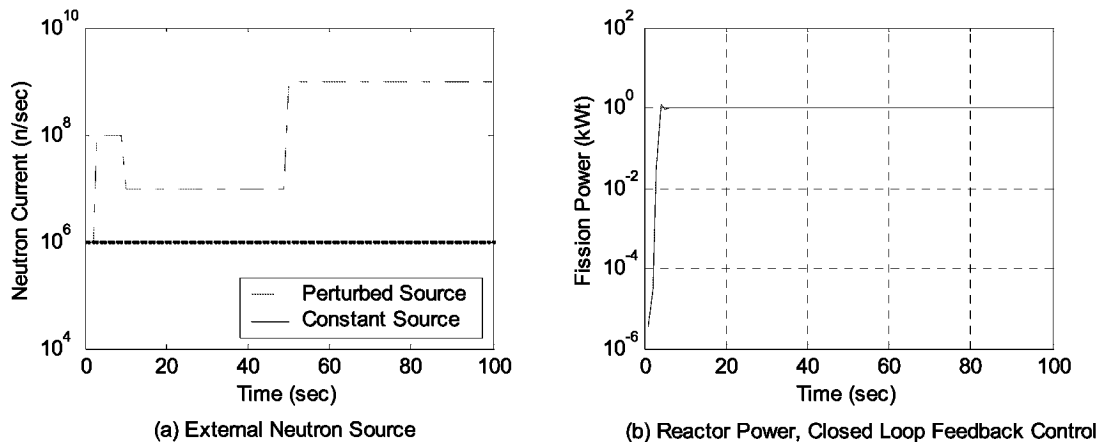 10^10
10^8
10^6
10^4
Neutron Current (n/sec)
Perturbed Source
Constant Source
0 20 40 60 80 100
Time (sec)
(a) External Neutron Source
10^2
10^0
10^-2
10^-4
10^-6
Fission Power (kWt)
0 20 40 60 80 100
Time (sec)
(b) Reactor Power, Closed Loop Feedback Control